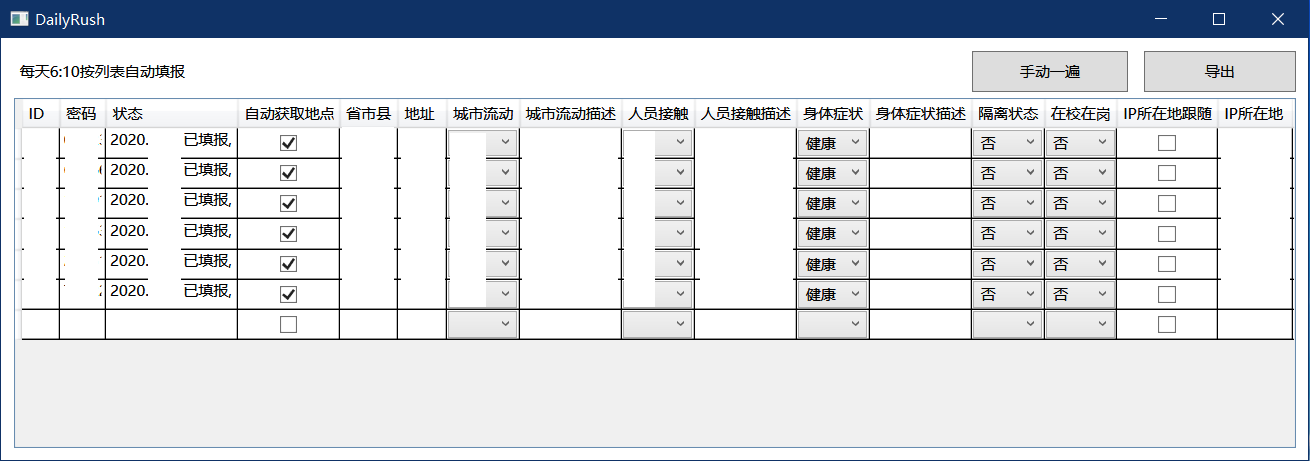 DailyRush
每天6:10按列表自动填报 手动一遍 导出
ID 密码 状态 自动获取地点 省市县 地址 城市流动 城市流动描述 人员接触 人员接触描述 身体症状 身体症状描述 隔离状态 在校在岗 IP所在地跟随 IP所在地
2020. 已填报, 健康 否 否
2020. 已填报, 健康 否 否
2020. 已填报, 健康 否 否
2020. 已填报, 健康 否 否
2020. 已填报, 健康 否 否
2020. 已填报, 健康 否 否